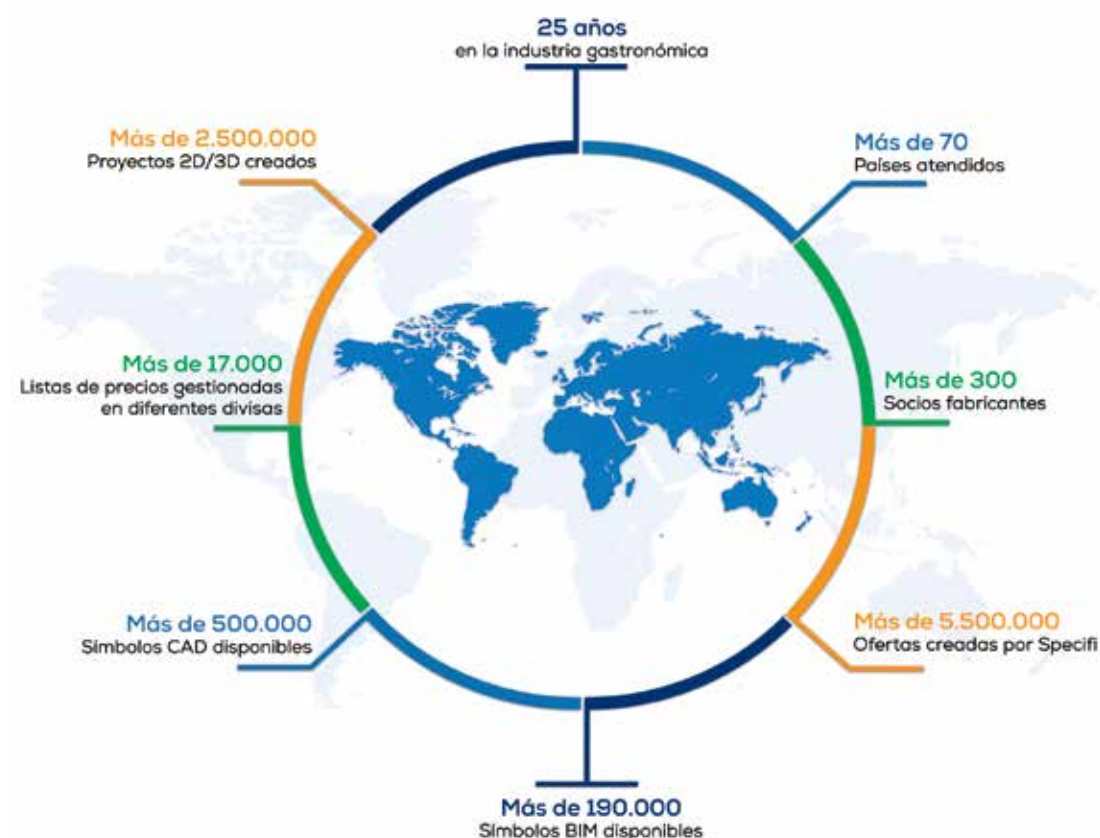 25 años
en la industria gastronómica
Más de 70
Países atendidos
Más de 300
Socios fabricantes
Más de 5.500.000
Ofertas creadas por Specifi
Más de 190.000
Símbolos BIM disponibles
Más de 500.000
Símbolos CAD disponibles
Más de 17.000
Listas de precios gestionadas
en diferentes divisas
Más de 2.500.000
Proyectos 2D/3D creados